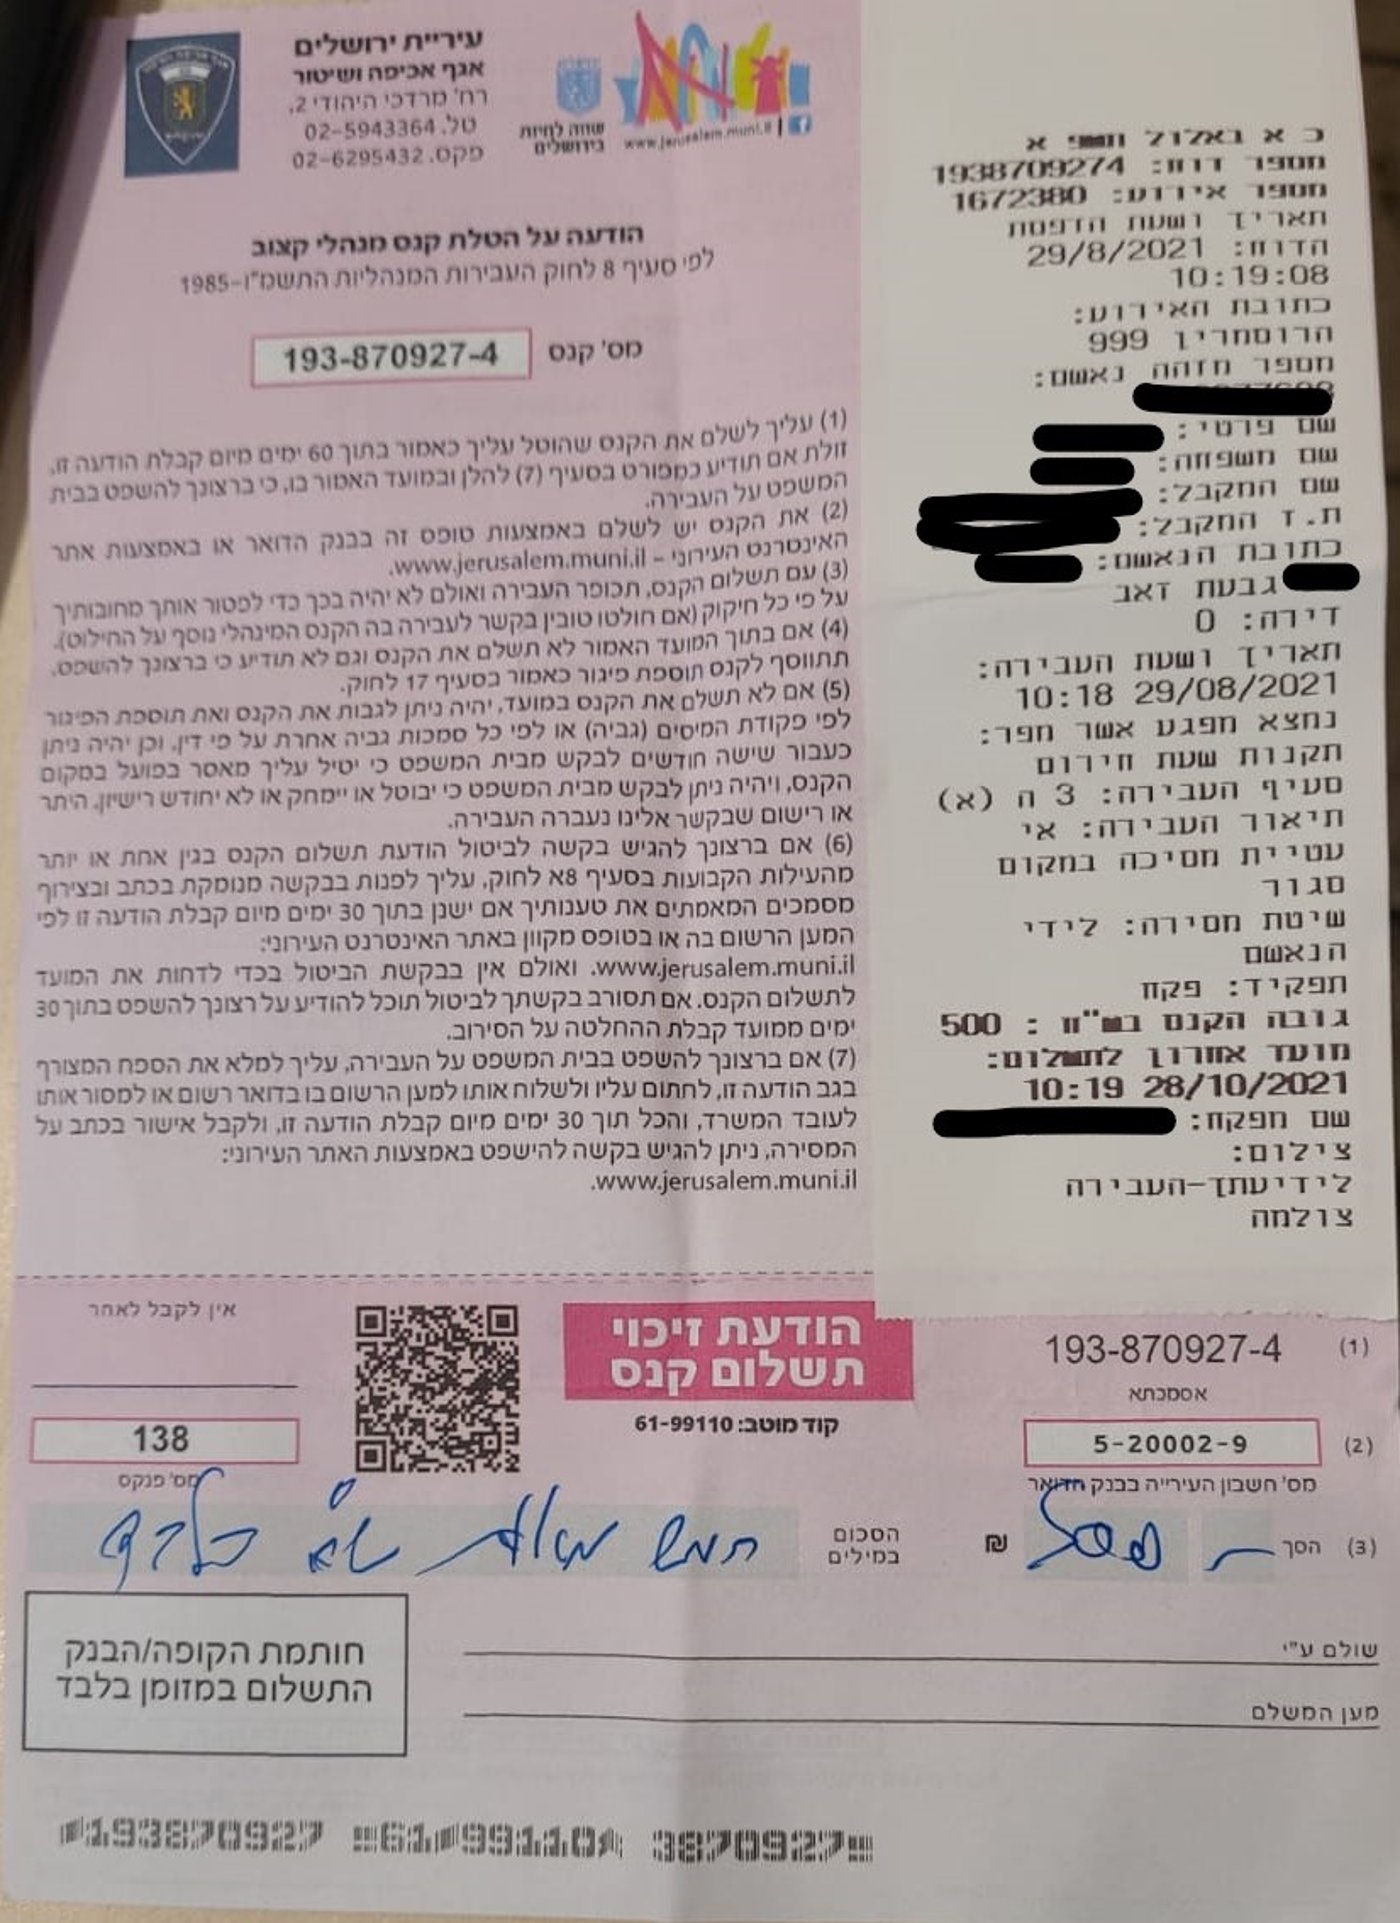 עיריית ירושלים
אגף אכיפה ושיטור
רח' מרדכי היהודי 2,
טל. 02-5943364
פקס. 02-6295432
שווה לחיות
בירושלים
www.jerusalem.muni.il
הודעה על הטלת קנס מנהלי קצוב
לפי סעיף 8 לחוק העבירות המנהליות התשמ"ו-1985
מס' קנס 193-870927-4
(1) עליך לשלם את הקנס שהוטל עליך כאמור בתוך 60 ימים מיום קבלת הודעה זו,
זולת אם תודיע כמפורט בסעיף (7) להלן ובמועד האמור בו, כי ברצונך להשפט בבית
המשפט על העבירה.
(2) את הקנס יש לשלם באמצעות טופס זה בבנק הדואר או באמצעות אתר
האינטרנט העירוני – www.jerusalem.muni.il.
(3) עם תשלום הקנס, תכופר העבירה ואולם לא יהיה בכך כדי לפטור אותך מחובותיך
על פי כל חיקוק (אם חולטו טובין בקשר לעבירה בה הקנס המינהלי נוסף על החילוט).
(4) אם בתוך המועד האמור לא תשלם את הקנס וגם לא תודיע כי ברצונך להשפט,
תתווסף לקנס תוספת פיגור כאמור בסעיף 17 לחוק.
(5) אם לא תשלם את הקנס במועד, יהיה ניתן לגבות את הקנס ואת תוספת הפיגור
לפי פקודת המיסים (גביה) או לפי כל סמכות גביה אחרת על פי דין, וכן יהיה ניתן
כעבור שישה חודשים לבקש מבית המשפט כי יטיל עליך מאסר בפועל במקום
הקנס, ויהיה ניתן לבקש מבית המשפט כי יבוטל או יימחק או לא יחודש רישיון, היתר
או רישום שבקשר אלינו נעברה העבירה.
(6) אם ברצונך להגיש בקשה לביטול הודעת תשלום הקנס בגין אחת או יותר
מהעילות הקבועות בסעיף 8א לחוק, עליך לפנות בבקשה מנומקת בכתב ובצירוף
מסמכים המאמתים את טענותיך אם ישנן בתוך 30 ימים מיום קבלת הודעה זו לפי
המען הרשום בה או בטופס מקוון באתר האינטרנט העירוני:
www.jerusalem.muni.il. ואולם אין בבקשת הביטול בכדי לדחות את המועד
לתשלום הקנס. אם תסורב בקשתך לביטול תוכל להודיע על רצונך להשפט בתוך 30
ימים ממועד קבלת ההחלטה על הסירוב.
(7) אם ברצונך להשפט בבית המשפט על העבירה, עליך למלא את הספח המצורף
בגב הודעה זו, לחתום עליו ולשלוח אותו למען הרשום בו בדואר רשום או למסור אותו
לעובד המשרד, והכל תוך 30 ימים מיום קבלת הודעה זו, ולקבל אישור בכתב על
המסירה, ניתן להגיש בקשה להישפט באמצעות האתר העירוני:
www.jerusalem.muni.il.
כ א באלול תשפ א
מספר דוח: 1938709274
מספר אירוע: 1672380
תאריך ושעת הדפסת
הדוח: 29/8/2021
10:19:08
כתובת האירוע:
הרוסמרין 999
מספר מזהה נאשם:
שם פרטי:
שם משפחה:
שם המקבל:
ת.ז המקבל:
כתובת הנאשם:
גבעת זאב
דירה: 0
תאריך ושעת העבירה:
10:18 29/08/2021
נמצא מפגע אשר מפר:
תקנות שעת חירום
סעיף העבירה: 3 ה (א)
תיאור העבירה: אי
עטיית מסיכה במקום
סגור
שיטת מסירה: לידי
הנאשם
תפקיד: פקח
גובה הקנס בש"ח : 500
מועד אחרון לתשלום:
10:19 28/10/2021
שם מפקח:
צילום:
לידיעתך-העבירה
צולמה
אין לקבל לאחר
138
מס' פנקס
הודעת זיכוי
תשלום קנס
קוד מוטב: 61-99110
(1) 193-870927-4
אסמכתא
(2) 5-20002-9
מס' חשבון העירייה בבנק הדואר
(3) הסך ₪
הסכום
במילים
חמש מאות ש"ח בלבד
שולם ע"י
מען המשלם
חותמת הקופה/הבנק
התשלום במזומן בלבד
193870927 61 991104 3870927